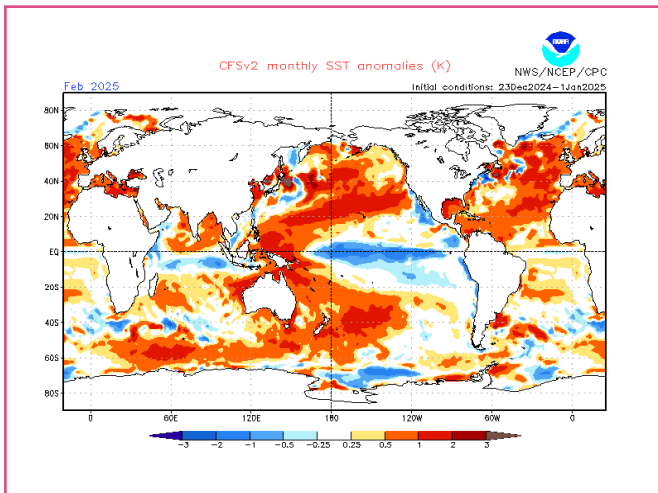 NOAA
CFSv2 monthly SST anomalies (K)
NWS/NCEP/CPC
Feb 2025
Initial conditions: 23Dec2024-1Jan2025
80N
60N
40N
20N
EQ
20S
40S
60S
80S
0 60E 120E 180 120W 60W 0
-3 -2 -1 -0.5 -0.25 0.25 0.5 1 2 3